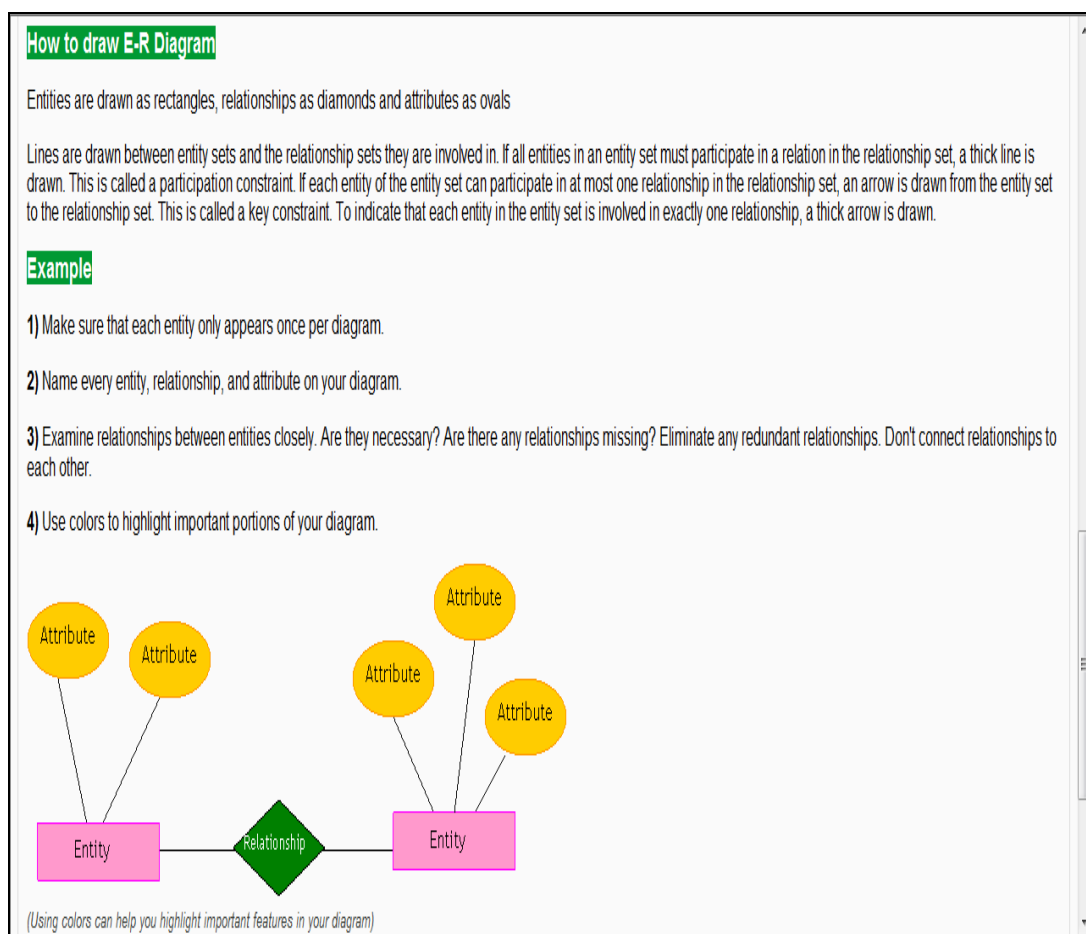 How to draw E-R Diagram
Entities are drawn as rectangles, relationships as diamonds and attributes as ovals
Lines are drawn between entity sets and the relationship sets they are involved in. If all entities in an entity set must participate in a relation in the relationship set, a thick line is
drawn. This is called a participation constraint. If each entity of the entity set can participate in at most one relationship in the relationship set, an arrow is drawn from the entity set
to the relationship set. This is called a key constraint. To indicate that each entity in the entity set is involved in exactly one relationship, a thick arrow is drawn.
Example
1) Make sure that each entity only appears once per diagram.
2) Name every entity, relationship, and attribute on your diagram.
3) Examine relationships between entities closely. Are they necessary? Are there any relationships missing? Eliminate any redundant relationships. Don't connect relationships to
each other.
4) Use colors to highlight important portions of your diagram.
Attribute
Attribute
Attribute
Attribute
Attribute
Entity
Relationship
Entity
(Using colors can help you highlight important features in your diagram)